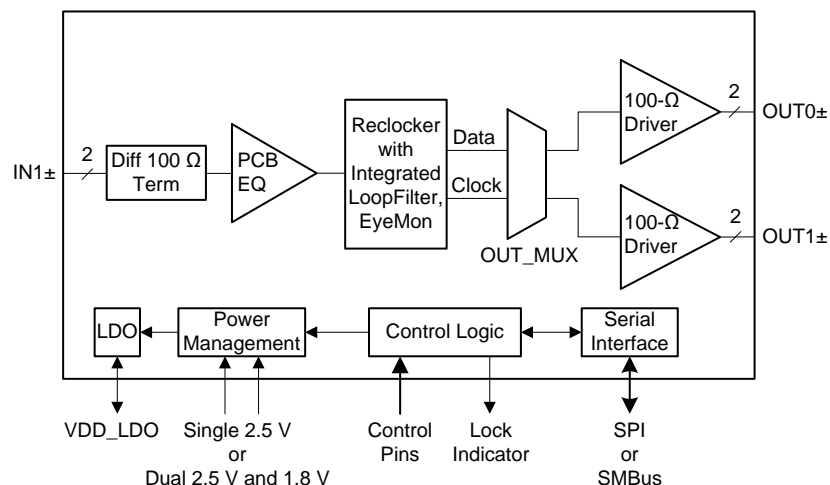 IN1±
2
Diff 100 Ω
Term
PCB
EQ
Reclocker
with
Integrated
LoopFilter,
EyeMon
Data
Clock
OUT_MUX
100-Ω
Driver
2
OUT0±
100-Ω
Driver
2
OUT1±
LDO
Power
Management
Control Logic
Serial
Interface
VDD_LDO
Single 2.5 V
or
Dual 2.5 V and 1.8 V
Control
Pins
Lock
Indicator
SPI
or
SMBus